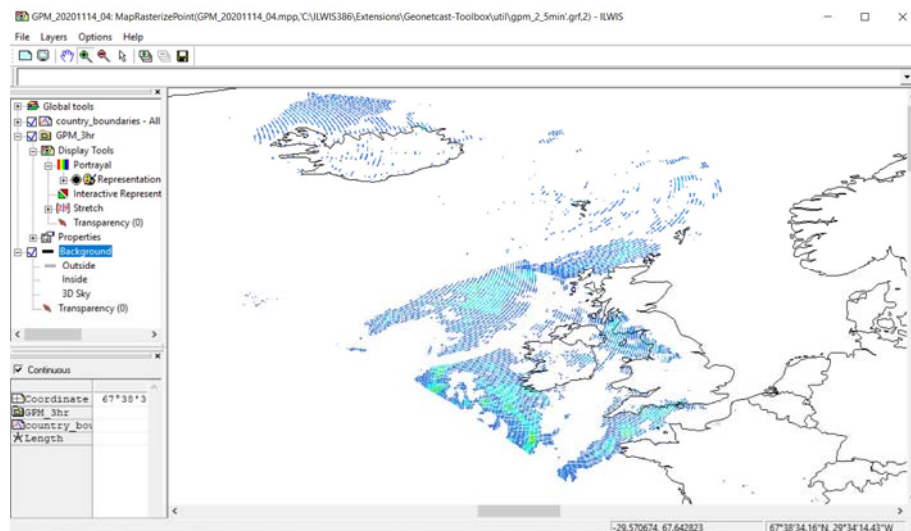 GPM_20201114_04: MapRasterizePoint(GPM_20201114_04.mpp,'C:\ILWIS386\Extensions\Geonetcast-Toolbox\util\gpm_2_5min'.grf,2) - ILWIS
File Layers Options Help
Global tools
country_boundaries - All
GPM_3hr
Display Tools
Portrayal
Representation
Interactive Represent
Stretch
Transparency (0)
Properties
Background
Outside
Inside
3D Sky
Transparency (0)
Continuous
Coordinate 67°38'3
GPM_3hr
country_bou
Length
-29.570674, 67.642823 67°38'34.16"N, 29°34'14.43"W